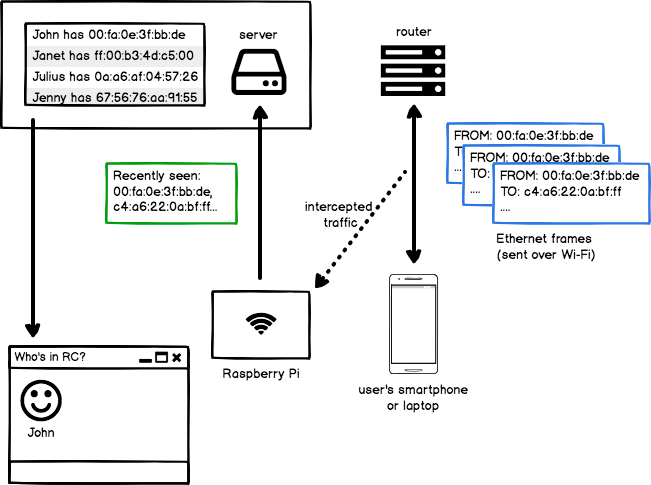 John has 00:fa:0e:3f:bb:de
Janet has ff:00:b3:4d:c5:00
Julius has 0a:a6:af:04:57:26
Jenny has 67:56:76:aa:91:55
server
router
FROM: 00:fa:0e:3f:bb:de
FROM: 00:fa:0e:3f:bb:de
TO:
....
FROM: 00:fa:0e:3f:bb:de
TO: c4:a6:22:0a:bf:ff
....
Ethernet frames
(sent over Wi-Fi)
Recently seen:
00:fa:0e:3f:bb:de,
c4:a6:22:0a:bf:ff...
intercepted
traffic
Raspberry Pi
user's smartphone
or laptop
Who's in RC?
John